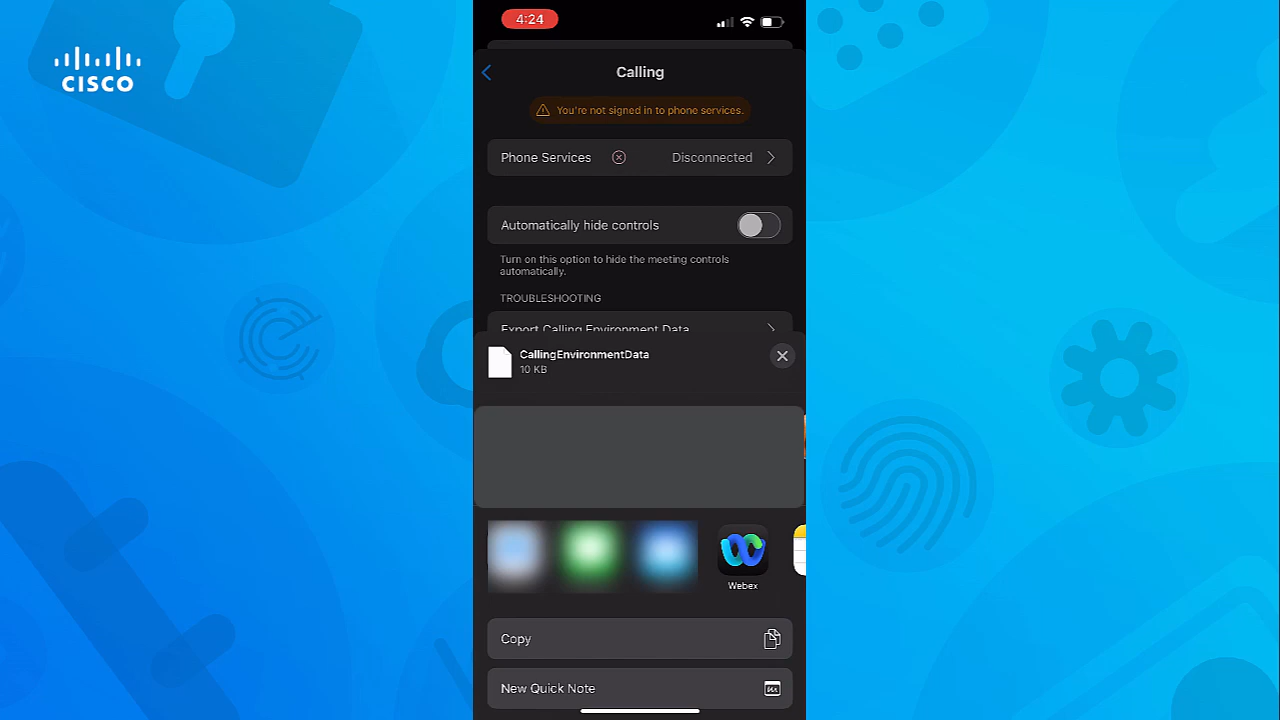 CISCO
4:24
Calling
You're not signed in to phone services.
Phone Services
Disconnected
Automatically hide controls
Turn on this option to hide the meeting controls
automatically.
TROUBLESHOOTING
Export Calling Environment Data
CallingEnvironmentData
10 KB
Webex
Copy
New Quick Note